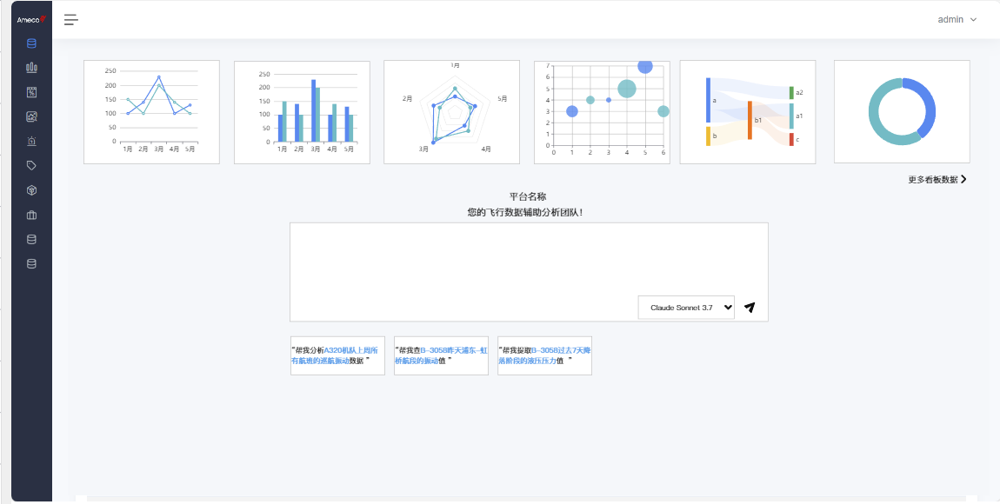 Ameco
admin
250
200
150
100
50
0
1月 2月 3月 4月 5月
250
200
150
100
50
0
1月 2月 3月 4月 5月
1月
2月
5月
3月
4月
7
6
5
4
3
2
1
0
0 1 2 3 4 5 6
a
b
b1
a2
a1
c
更多看板数据
平台名称
您的飞行数据辅助分析团队!
Claude Sonnet 3.7
“帮我分析A320机队上周所
有航班的巡航振动数据 ”
“帮我查B-3058昨天浦东-虹
桥航段的振动值 ”
“帮我提取B-3058过去7天降
落阶段的液压压力值 ”